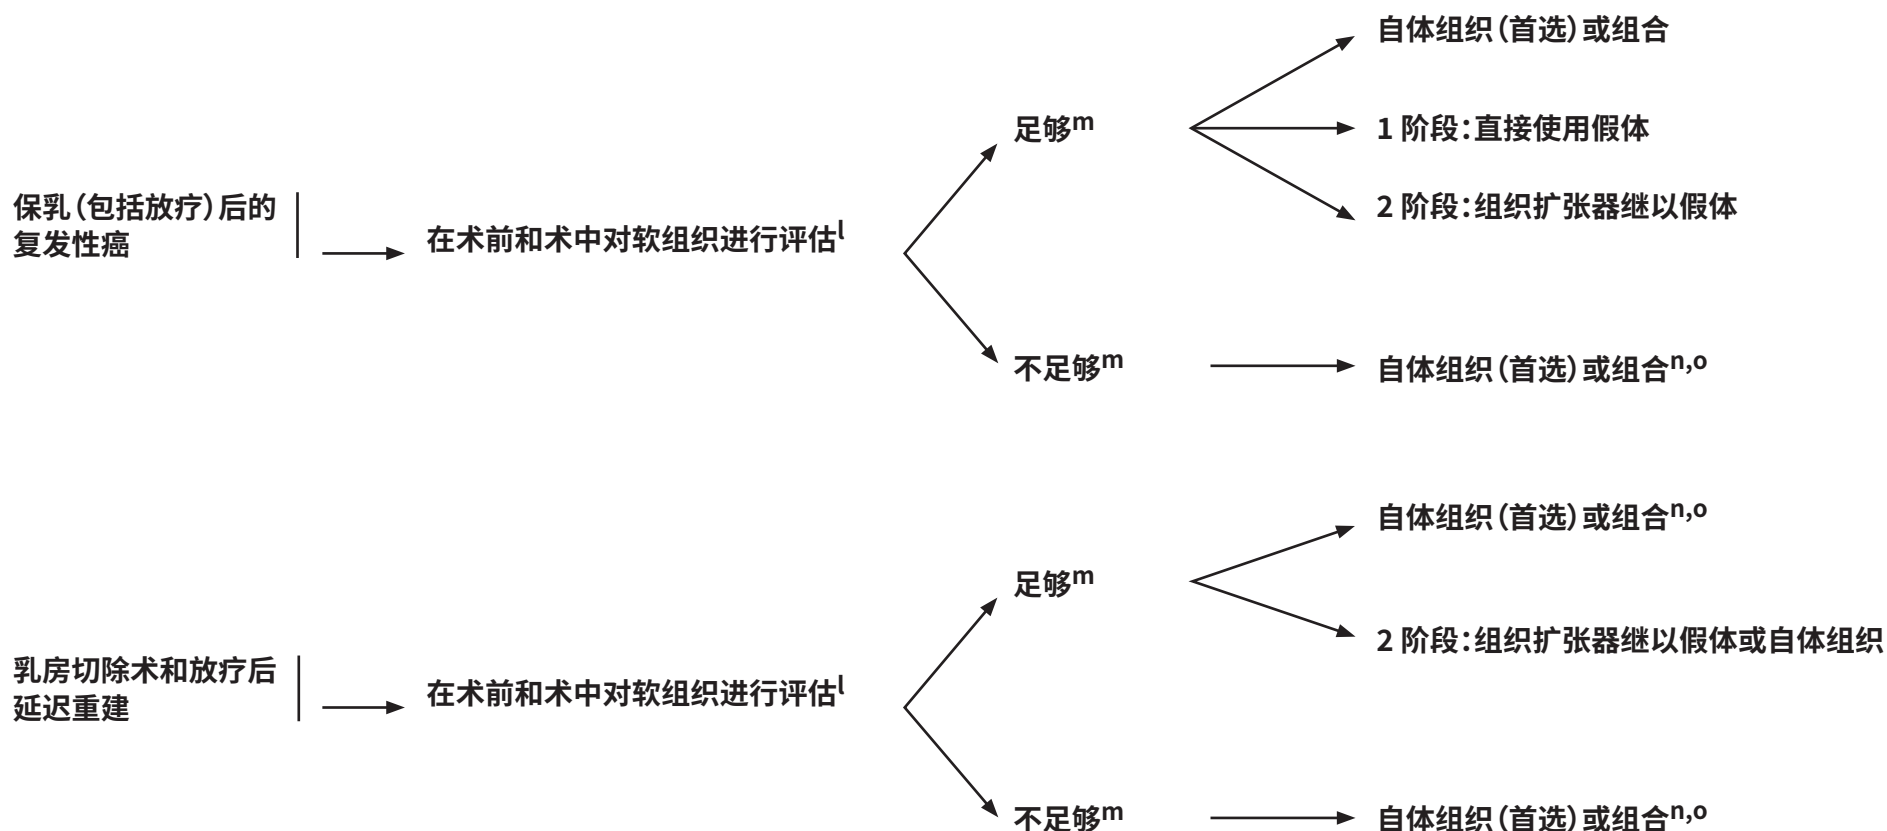 自体组织（首选）或组合
足够m
1 阶段：直接使用假体
2 阶段：组织扩张器继以假体
保乳（包括放疗）后的
复发性癌
在术前和术中对软组织进行评估l
不足够m
自体组织（首选）或组合n,o
自体组织（首选）或组合n,o
足够m
2 阶段：组织扩张器继以假体或自体组织
乳房切除术和放疗后
延迟重建
在术前和术中对软组织进行评估l
不足够m
自体组织（首选）或组合n,o